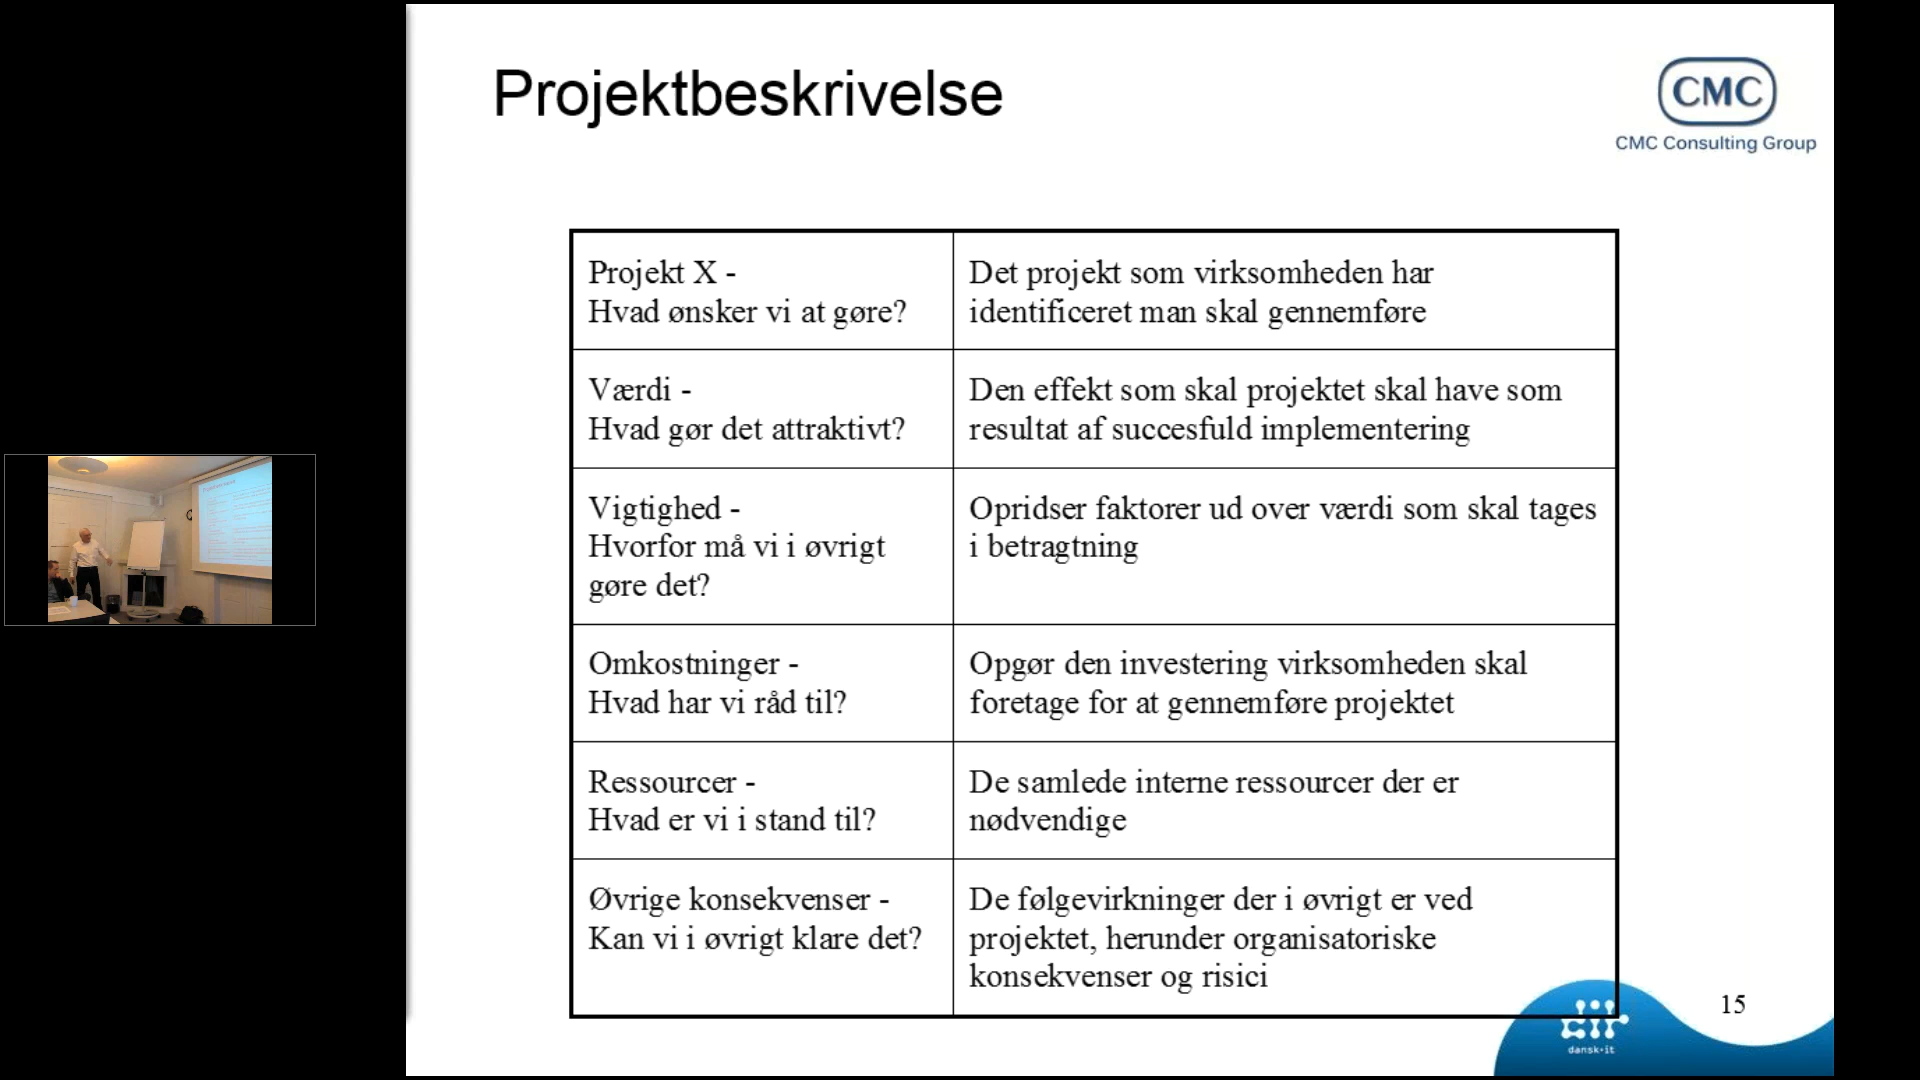 Projektbeskrivelse
CMC
CMC Consulting Group
Projekt X -
Hvad ønsker vi at gøre?
Det projekt som virksomheden har
identificeret man skal gennemføre
Værdi -
Hvad gør det attraktivt?
Den effekt som skal projektet skal have som
resultat af succesfuld implementering
Vigtighed -
Hvorfor må vi i øvrigt
gøre det?
Opridser faktorer ud over værdi som skal tages
i betragtning
Omkostninger -
Hvad har vi råd til?
Opgør den investering virksomheden skal
foretage for at gennemføre projektet
Ressourcer -
Hvad er vi i stand til?
De samlede interne ressourcer der er
nødvendige
Øvrige konsekvenser -
Kan vi i øvrigt klare det?
De følgevirkninger der i øvrigt er ved
projektet, herunder organisatoriske
konsekvenser og risici
dansk-it
15